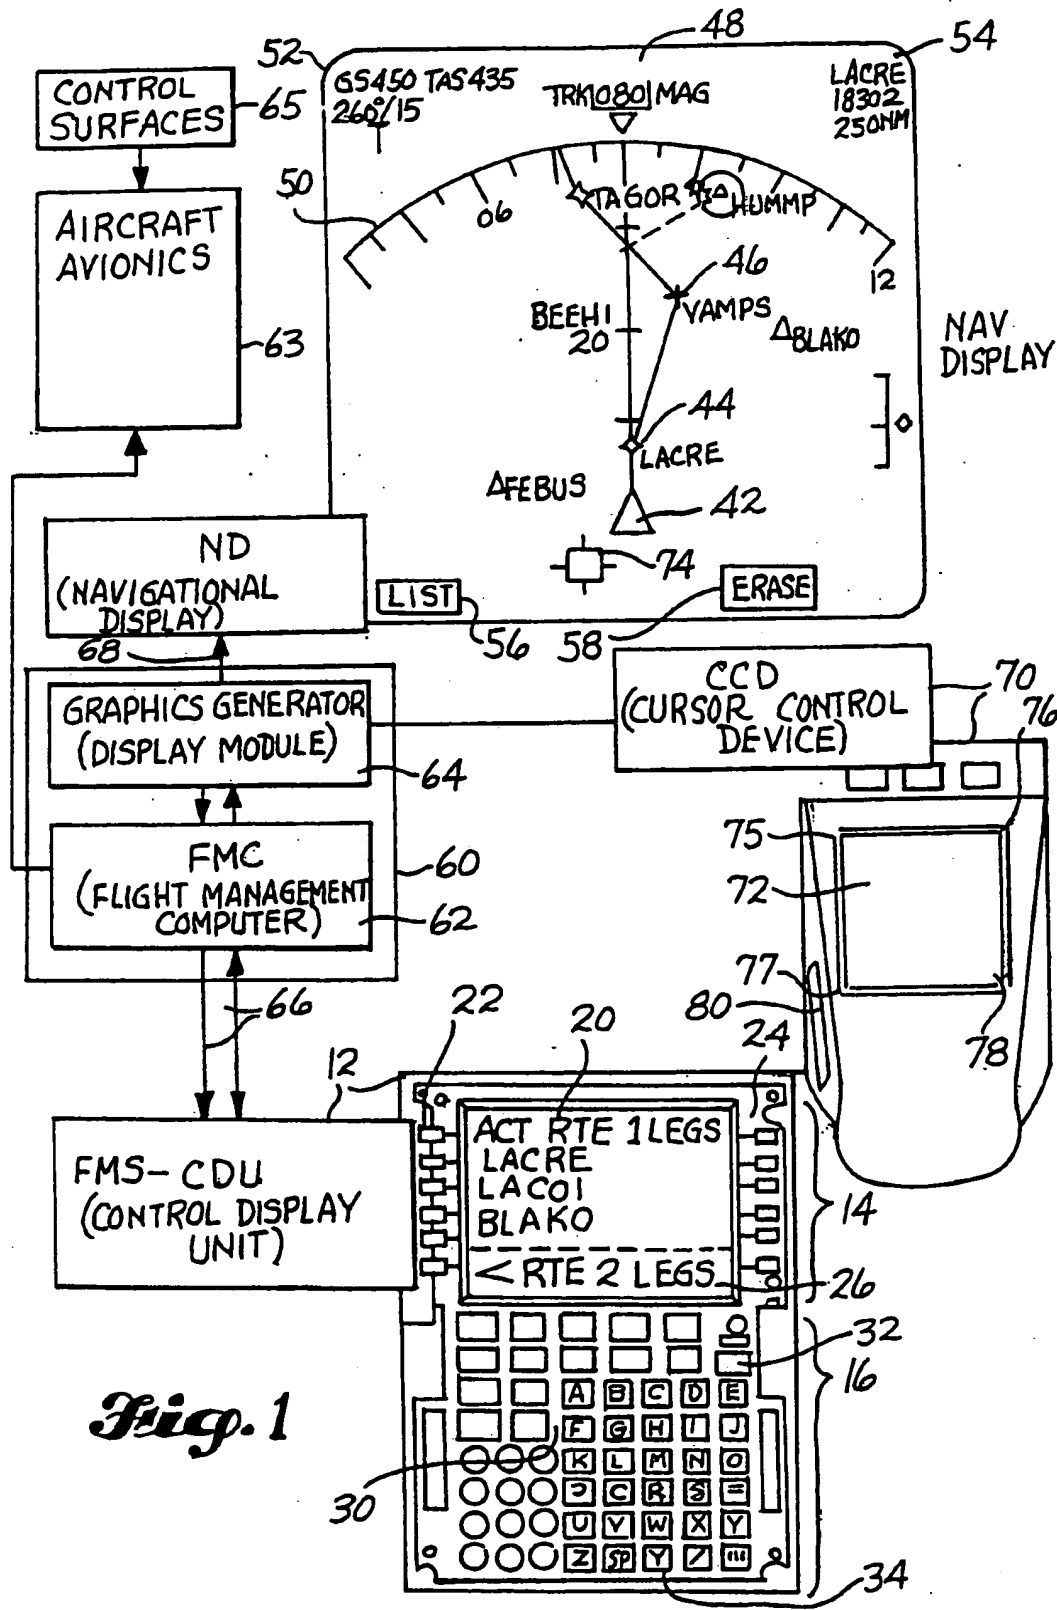 48
52
54
GS450 TAS435
260°/15
TRK 080 MAG
LACRE
1830z
250NM
CONTROL
SURFACES
65
50
06
TAGOR
HUMMP
12
AIRCRAFT
AVIONICS
46
VAMPS
BEEHI
20
BLAKO
NAV
DISPLAY
63
44
LACRE
FEBUS
42
74
ND
(NAVIGATIONAL
DISPLAY)
LIST
ERASE
56
58
68
CCD
(CURSOR CONTROL
DEVICE)
70
76
GRAPHICS GENERATOR
(DISPLAY MODULE)
64
75
72
FMC
(FLIGHT MANAGEMENT
COMPUTER)
60
62
77
80
78
66
22
20
24
12
ACT RTE 1 LEGS
LACRE
LACOI
BLAKO
< RTE 2 LEGS
14
26
FMS-CDU
(CONTROL DISPLAY
UNIT)
32
16
A B C D E
F G H I J
K L M N O
C R S =
U V W X Y
Z SP Y /
30
34
Fig. 1